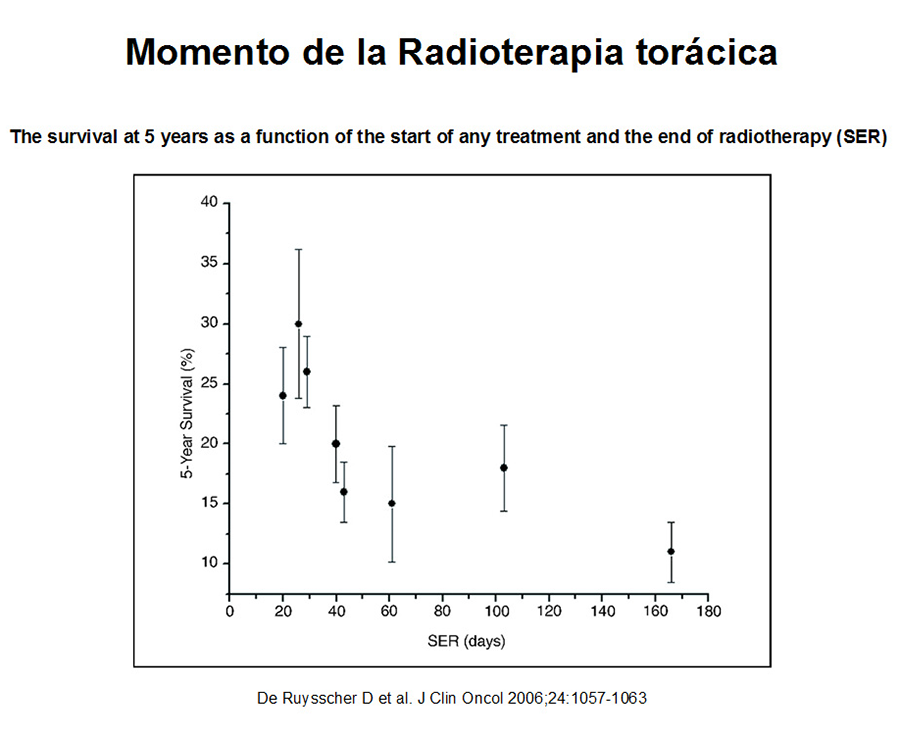 Momento de la Radioterapia torácica
The survival at 5 years as a function of the start of any treatment and the end of radiotherapy (SER)
40
35
30
25
20
15
10
5-Year Survival (%)
0 20 40 60 80 100 120 140 160 180
SER (days)
De Ruysscher D et al. J Clin Oncol 2006;24:1057-1063